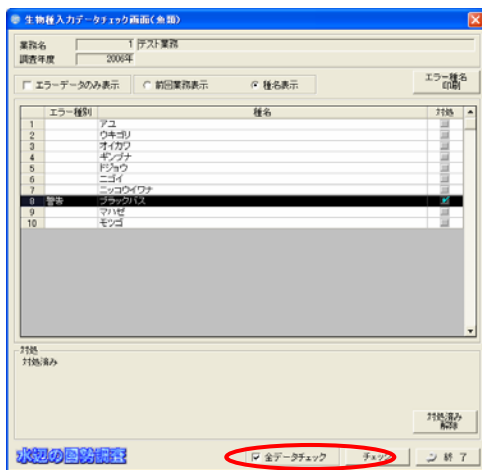 生物種入力データチェック画面(魚類)
業務名 1 テスト業務
調査年度 2006年
エラーデータのみ表示 前回業務表示 種名表示 エラー種名印刷
エラー種別 種名 対処
1 アユ
2 ウキゴリ
3 オイカワ
4 ギンブナ
5 ドジョウ
6 ニゴイ
7 ニッコウイワナ
8 警告 ブラックバス
9 マハゼ
10 モツゴ
対処
対処済み
対処済み解除
水辺の国勢調査 全データチェック チェック 終了